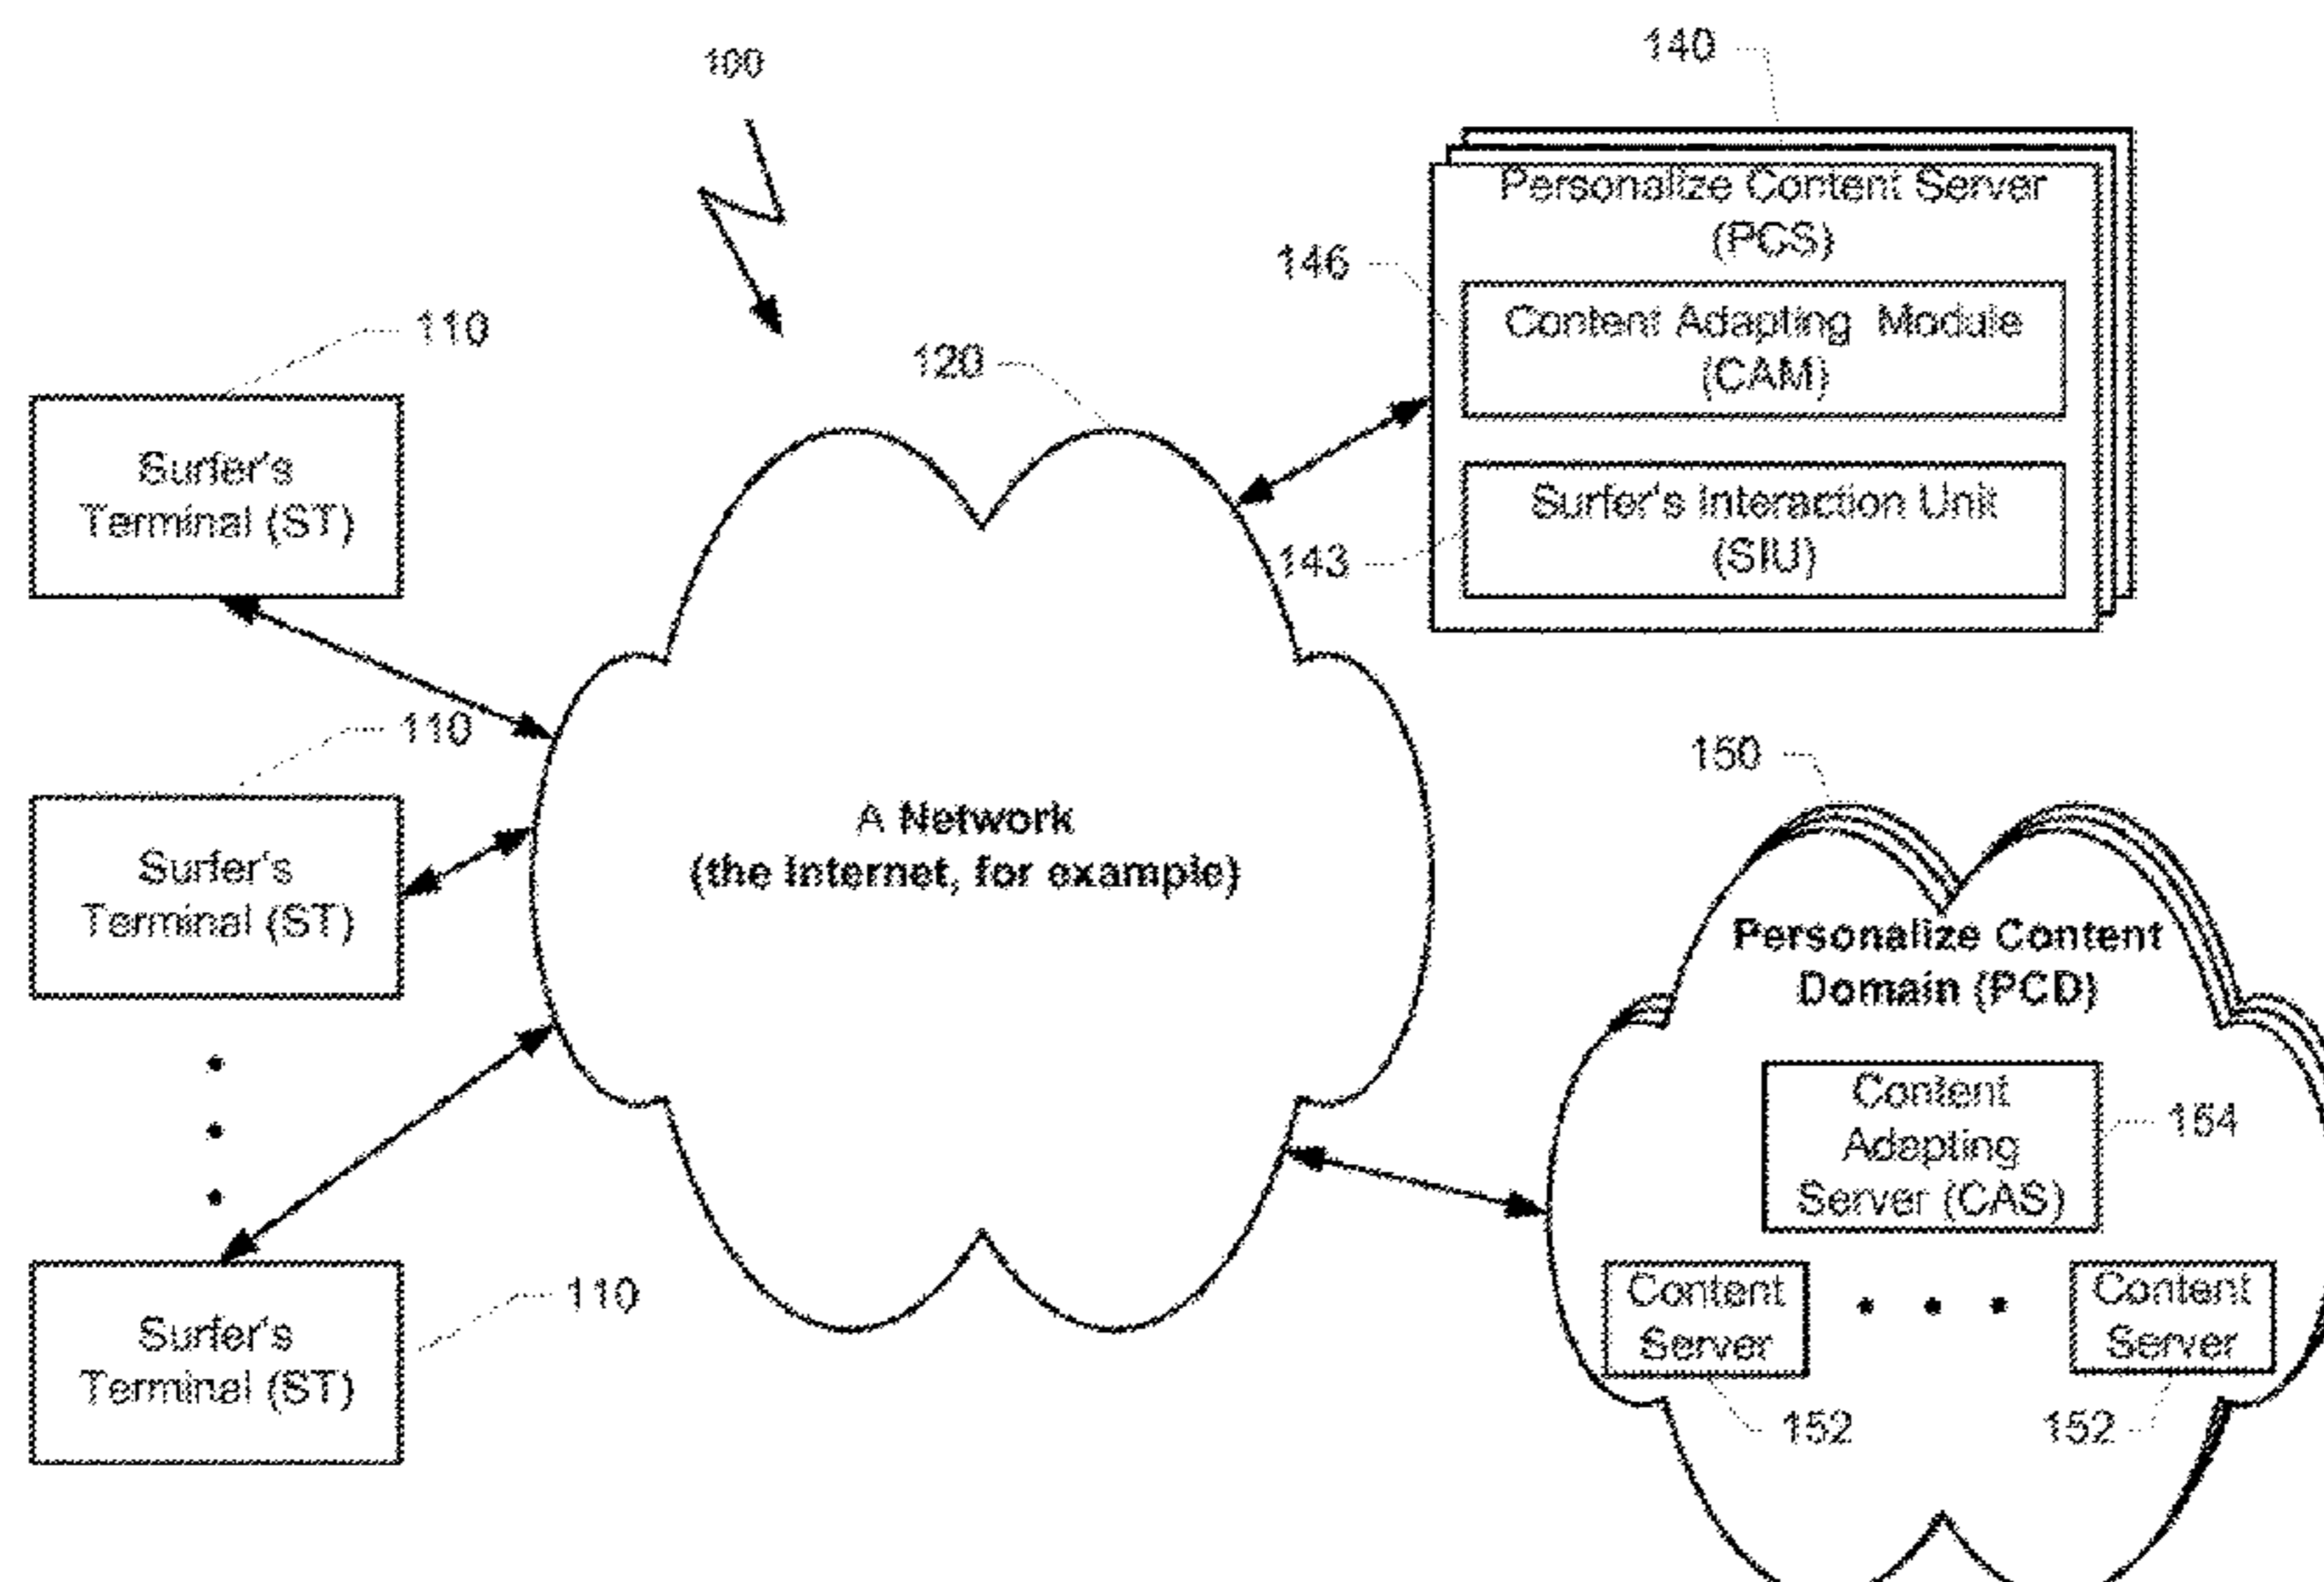 100
140
Personalize Content Server
(PCS)
146
Content Adapting Module
(CAM)
110
120
Surfer's
Terminal (ST)
Surfer's Interaction Unit
(SIU)
143
110
150
A Network
(the Internet, for example)
Surfer's
Terminal (ST)
Personalize Content
Domain (PCD)
Content
Adapting
Server (CAS)
154
110
Surfer's
Terminal (ST)
Content
Server
Content
Server
152
152